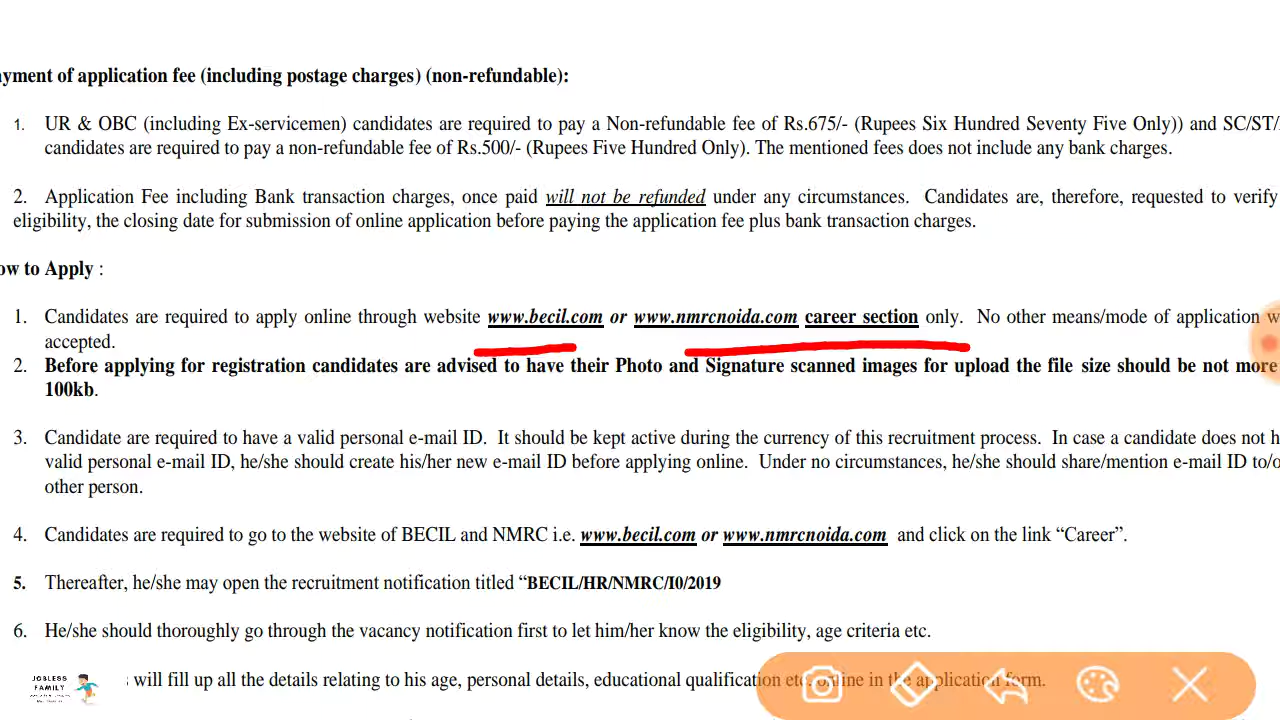 yment of application fee (including postage charges) (non-refundable):
1. UR & OBC (including Ex-servicemen) candidates are required to pay a Non-refundable fee of Rs.675/- (Rupees Six Hundred Seventy Five Only)) and SC/ST/
candidates are required to pay a non-refundable fee of Rs.500/- (Rupees Five Hundred Only). The mentioned fees does not include any bank charges.
2. Application Fee including Bank transaction charges, once paid will not be refunded under any circumstances. Candidates are, therefore, requested to verify
eligibility, the closing date for submission of online application before paying the application fee plus bank transaction charges.
ow to Apply :
1. Candidates are required to apply online through website www.becil.com or www.nmrcnoida.com career section only. No other means/mode of application w
accepted.
2. Before applying for registration candidates are advised to have their Photo and Signature scanned images for upload the file size should be not more
100kb.
3. Candidate are required to have a valid personal e-mail ID. It should be kept active during the currency of this recruitment process. In case a candidate does not h
valid personal e-mail ID, he/she should create his/her new e-mail ID before applying online. Under no circumstances, he/she should share/mention e-mail ID to/o
other person.
4. Candidates are required to go to the website of BECIL and NMRC i.e. www.becil.com or www.nmrcnoida.com and click on the link “Career”.
5. Thereafter, he/she may open the recruitment notification titled “BECIL/HR/NMRC/I0/2019
6. He/she should thoroughly go through the vacancy notification first to let him/her know the eligibility, age criteria etc.
will fill up all the details relating to his age, personal details, educational qualification etc. online in the application form.
JOBLESS
FAMILY